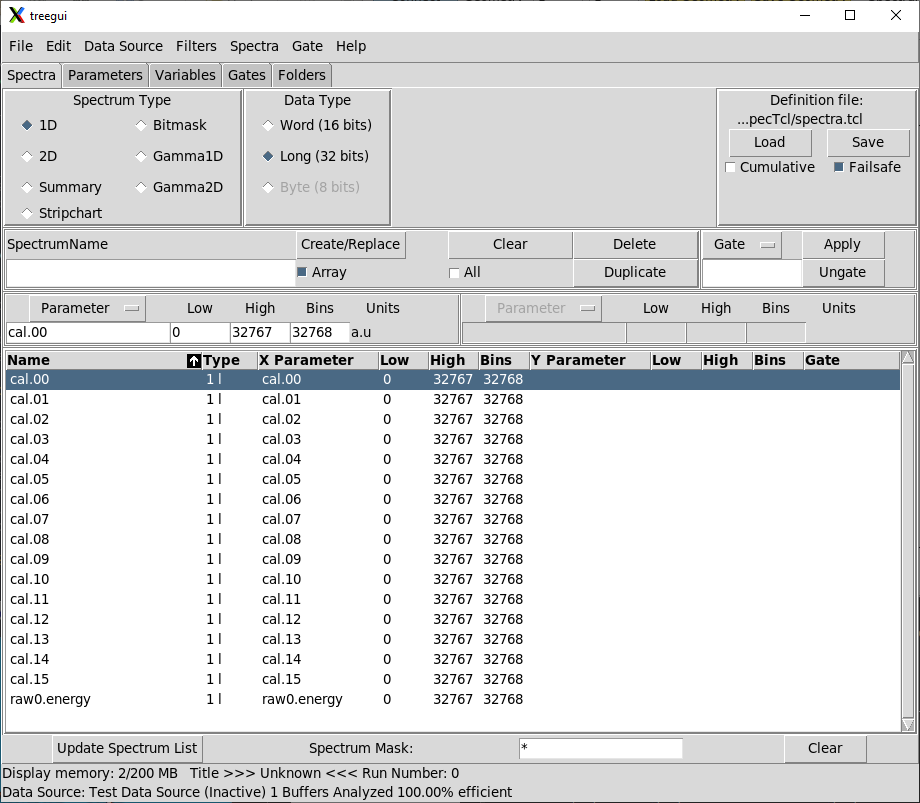 treegui
File Edit Data Source Filters Spectra Gate Help
Spectra Parameters Variables Gates Folders
Spectrum Type
1D Bitmask
2D Gamma1D
Summary Gamma2D
Stripchart
Data Type
Word (16 bits)
Long (32 bits)
Byte (8 bits)
Definition file:
...pecTcl/spectra.tcl
Load Save
Cumulative Failsafe
SpectrumName Create/Replace Clear Delete Gate Apply
Array All Duplicate Ungate
Parameter Low High Bins Units Parameter Low High Bins Units
cal.00 0 32767 32768 a.u
Name Type X Parameter Low High Bins Y Parameter Low High Bins Gate
cal.00 1 l cal.00 0 32767 32768
cal.01 1 l cal.01 0 32767 32768
cal.02 1 l cal.02 0 32767 32768
cal.03 1 l cal.03 0 32767 32768
cal.04 1 l cal.04 0 32767 32768
cal.05 1 l cal.05 0 32767 32768
cal.06 1 l cal.06 0 32767 32768
cal.07 1 l cal.07 0 32767 32768
cal.08 1 l cal.08 0 32767 32768
cal.09 1 l cal.09 0 32767 32768
cal.10 1 l cal.10 0 32767 32768
cal.11 1 l cal.11 0 32767 32768
cal.12 1 l cal.12 0 32767 32768
cal.13 1 l cal.13 0 32767 32768
cal.14 1 l cal.14 0 32767 32768
cal.15 1 l cal.15 0 32767 32768
raw0.energy 1 l raw0.energy 0 32767 32768
Update Spectrum List Spectrum Mask: * Clear
Display memory: 2/200 MB Title >>> Unknown <<< Run Number: 0
Data Source: Test Data Source (Inactive) 1 Buffers Analyzed 100.00% efficient